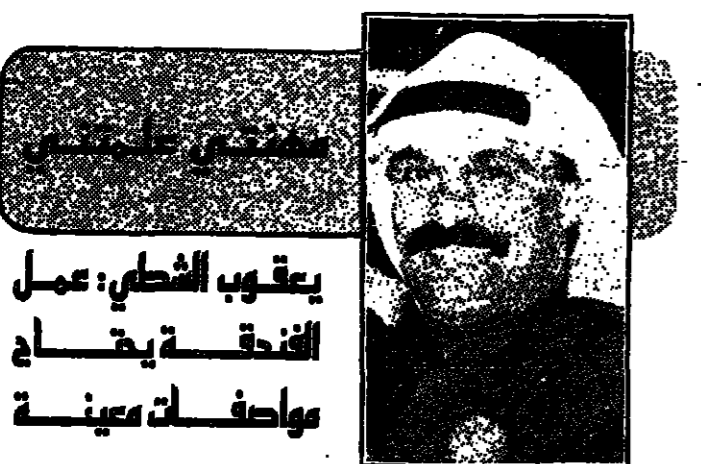 مهنتي علمتني
يعقوب الشطي: عمل
الفندقة يحتاج
مواصفات معينة